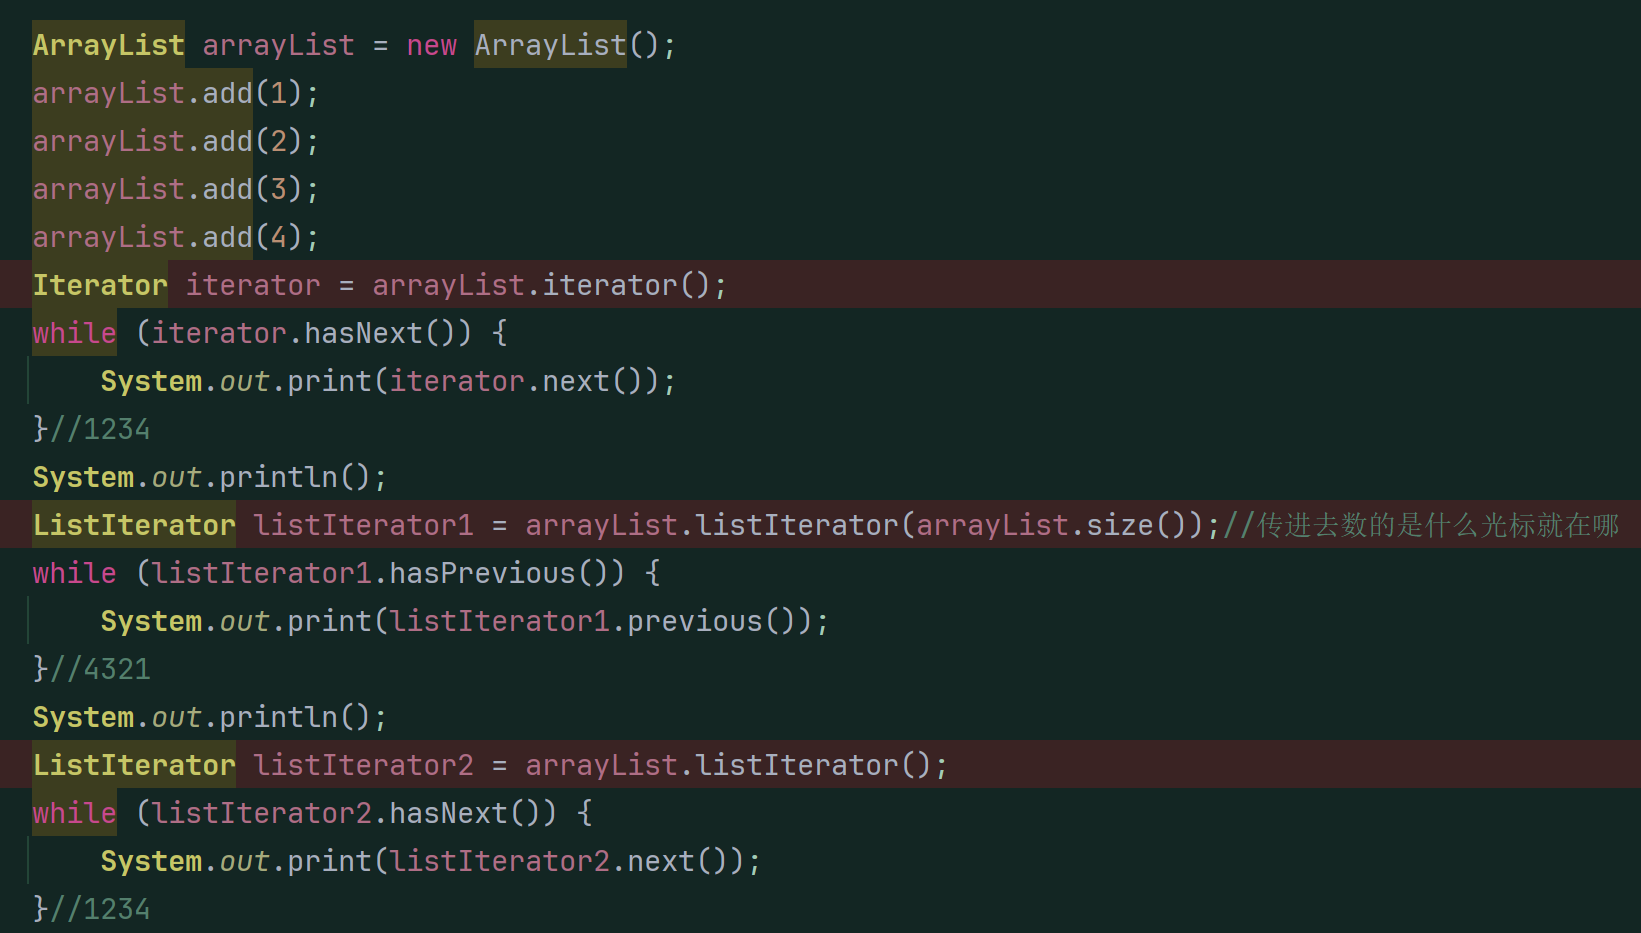 ArrayList arrayList = new ArrayList();
arrayList.add(1);
arrayList.add(2);
arrayList.add(3);
arrayList.add(4);
Iterator iterator = arrayList.iterator();
while (iterator.hasNext()) {
    System.out.print(iterator.next());
}//1234
System.out.println();
ListIterator listIterator1 = arrayList.listIterator(arrayList.size());//传进去数的是什么光标就在哪
while (listIterator1.hasPrevious()) {
    System.out.print(listIterator1.previous());
}//4321
System.out.println();
ListIterator listIterator2 = arrayList.listIterator();
while (listIterator2.hasNext()) {
    System.out.print(listIterator2.next());
}//1234